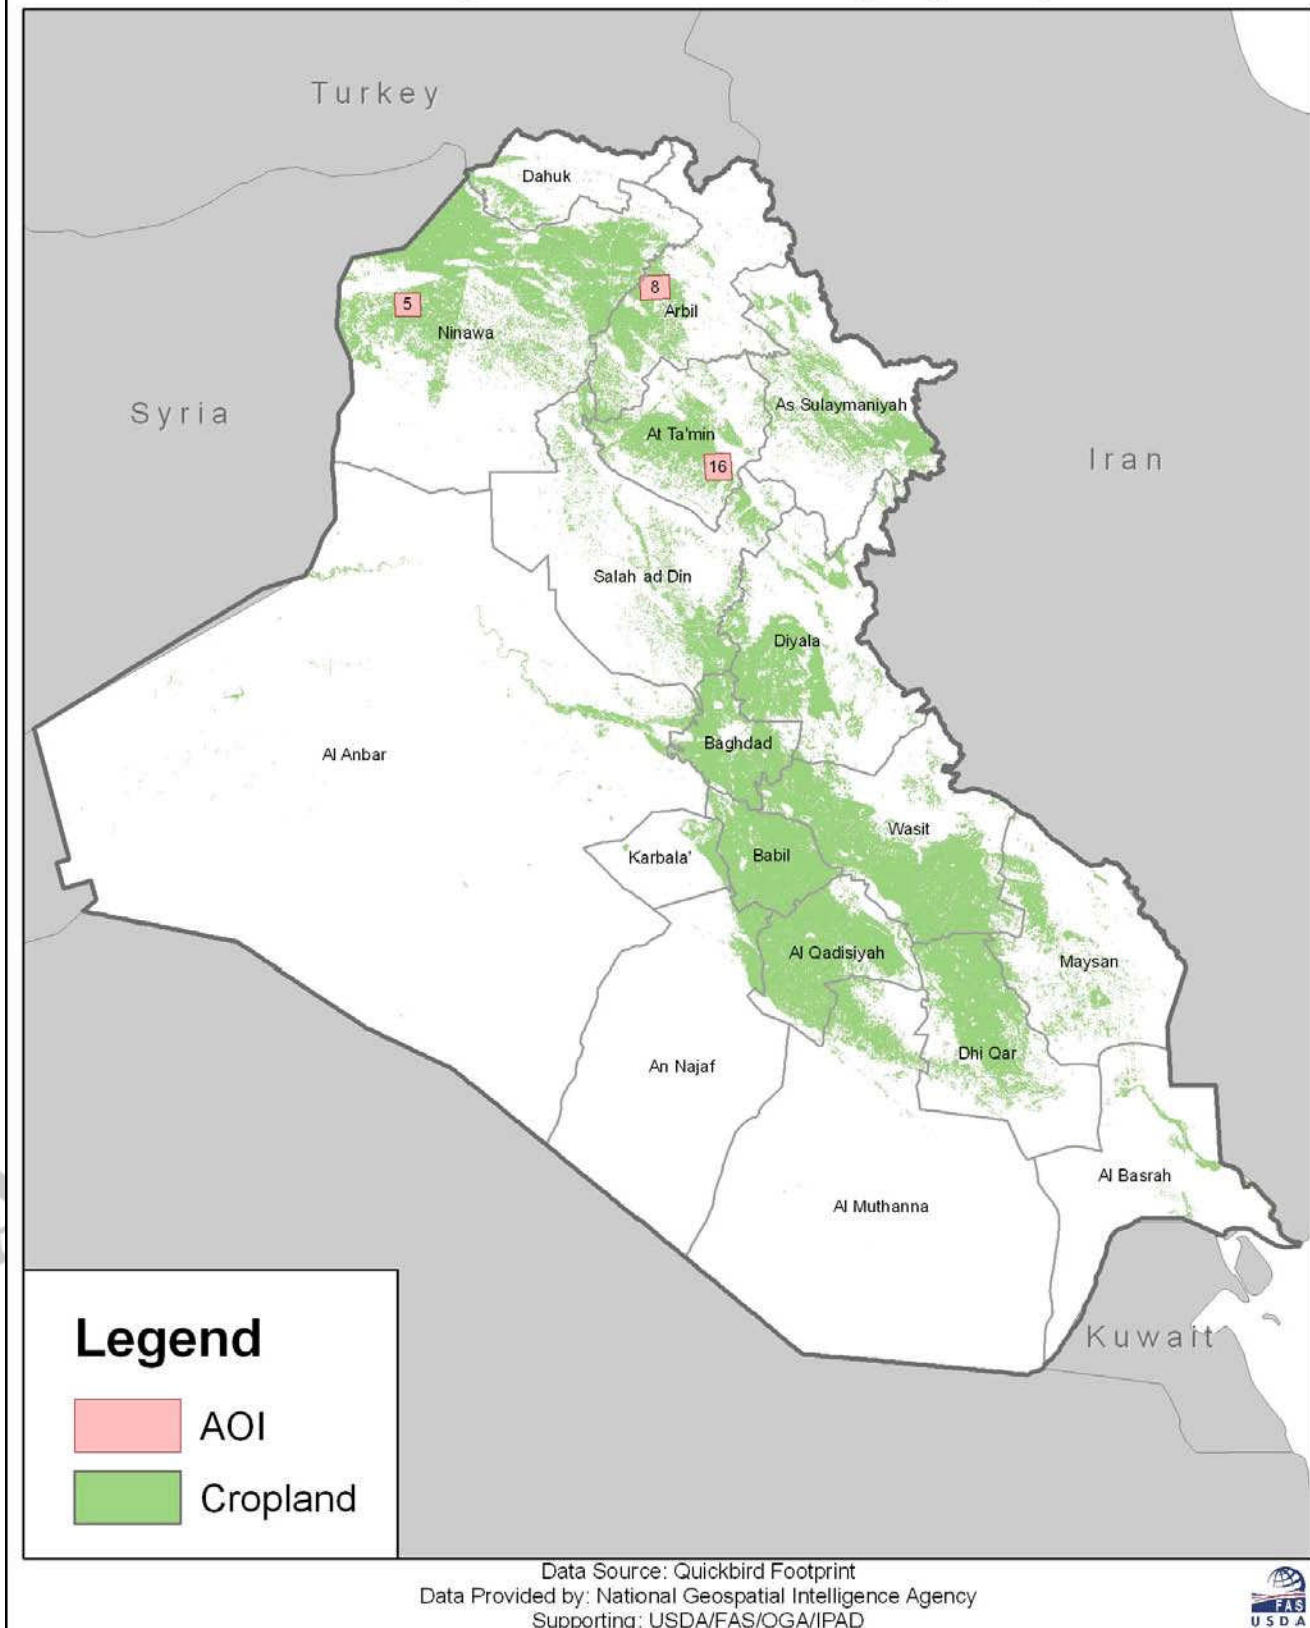 Turkey
Dahuk
8
5
Arbil
Ninawa
Syria
As Sulaymaniyah
At Ta'min
Iran
16
Salah ad Din
Diyala
Baghdad
Al Anbar
Wasit
Karbala'
Babil
Al Qadisiyah
Maysan
Dhi Qar
An Najaf
Al Basrah
Al Muthanna
Kuwait
Legend
AOI
Cropland
Data Source: Quickbird Footprint
Data Provided by: National Geospatial Intelligence Agency
Supporting: USDA/FAS/OGA/IPAD
FAS
USDA